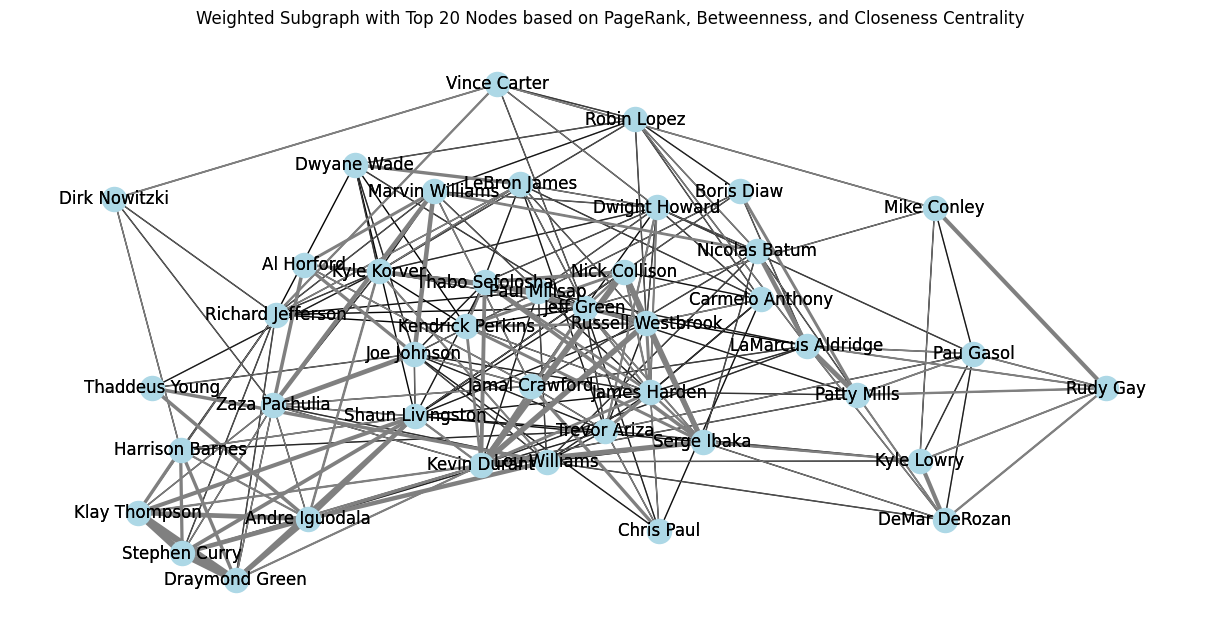 Weighted Subgraph with Top 20 Nodes based on PageRank, Betweenness, and Closeness Centrality
Vince Carter
Robin Lopez
Dwyane Wade
LeBron James
Marvin Williams
Boris Diaw
Dirk Nowitzki
Dwight Howard
Mike Conley
Nicolas Batum
Al Horford
Kyle Korver
Nick Collison
Thabo Sefolosha
Paul Millsap
Carmelo Anthony
Jeff Green
Richard Jefferson
Russell Westbrook
Kendrick Perkins
LaMarcus Aldridge
Joe Johnson
Pau Gasol
Thaddeus Young
Jamal Crawford
Rudy Gay
James Harden
Patty Mills
Zaza Pachulia
Shaun Livingston
Trevor Ariza
Serge Ibaka
Harrison Barnes
Kyle Lowry
Lou Williams
Kevin Durant
Klay Thompson
Andre Iguodala
DeMar DeRozan
Chris Paul
Stephen Curry
Draymond Green